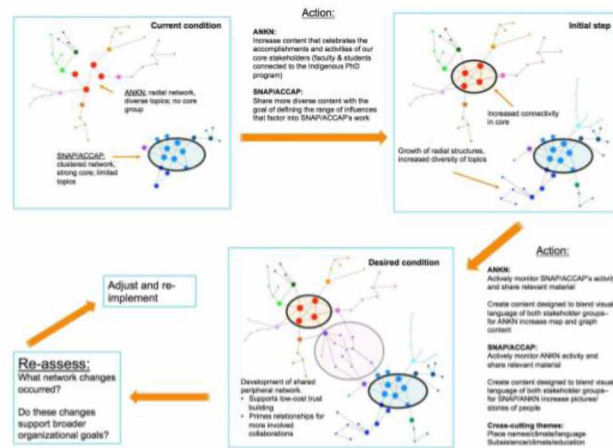 Current condition
ANKN: radial network,
diverse topics; no core
group
SNAP/ACCAP:
clustered network,
strong core; limited
topics
Action:
ANKN:
Increase content that celebrates the
accomplishments and activities of our
core stakeholders (faculty & students
connected to the Indigenous PhD
program)
SNAP/ACCAP:
Share more diverse content with the
goal of defining the range of influences
that factor into SNAP/ACCAP's work
Initial step
Increased connectivity
in core
Growth of radial structures,
increased diversity of topics
Action:
ANKN:
Actively monitor SNAP/ACCAP's activity
and share relevant material
Create content designed to blend visual
language of both stakeholder groups–
for ANKN increase map and graph
content
SNAP/ACCAP:
Actively monitor ANKN activity and
share relevant material
Create content designed to blend visual
language of both stakeholder groups–
for SNAP/ANKN increase pictures/
stories of people
Cross-cutting themes:
Place names/climate/language
Subsistence/climate/education
Desired condition
Development of shared
peripheral network.
• Supports low-cost trust
building
• Primes relationships for
more involved
collaborations
Re-assess:
What network changes
occurred?
Do these changes
support broader
organizational goals?
Adjust and re-
implement